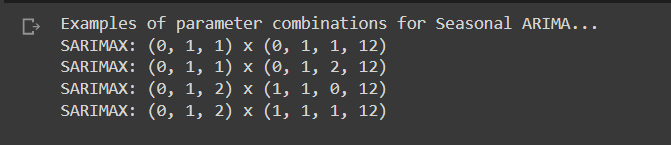 Examples of parameter combinations for Seasonal ARIMA...
SARIMAX: (0, 1, 1) x (0, 1, 1, 12)
SARIMAX: (0, 1, 1) x (0, 1, 2, 12)
SARIMAX: (0, 1, 2) x (1, 1, 0, 12)
SARIMAX: (0, 1, 2) x (1, 1, 1, 12)